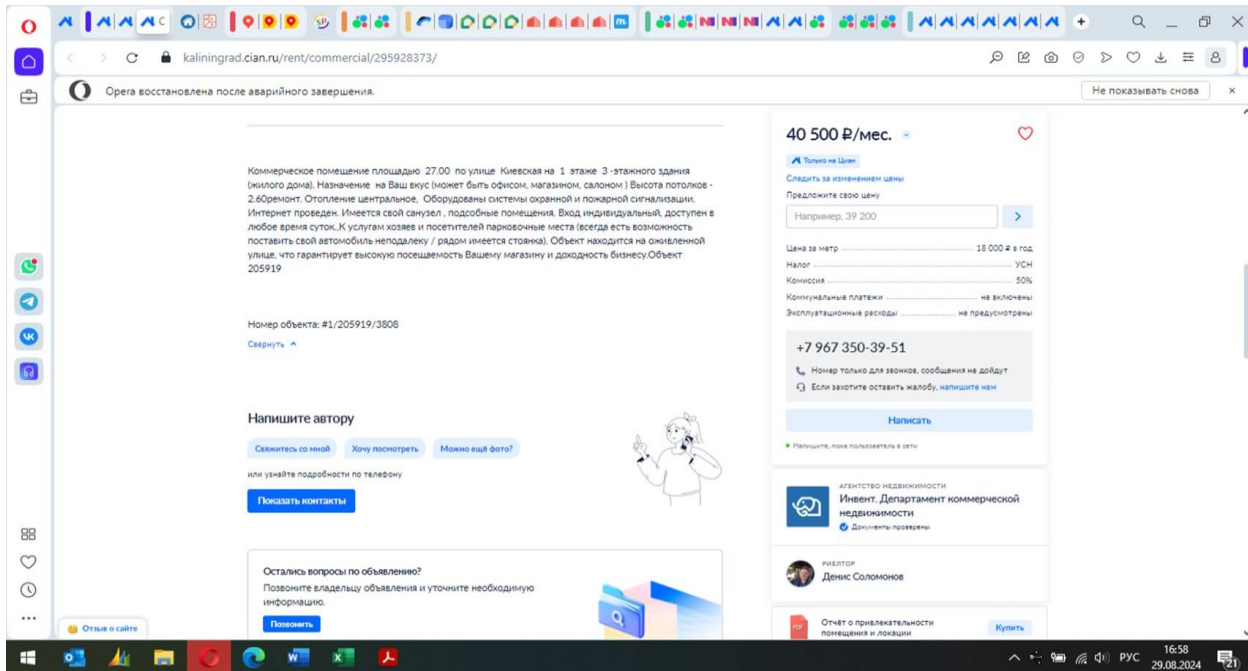 kaliningrad.cian.ru/rent/commercial/295928373/
Opera восстановлена после аварийного завершения.
Не показывать снова
Коммерческое помещение площадью 27.00 по улице Киевская на 1 этаже 3 -этажного здания
(жилого дома). Назначение на Ваш вкус (может быть офисом, магазином, салоном ) Высота потолков -
2.60ремонт. Отопление центральное, Оборудованы системы охранной и пожарной сигнализации.
Интернет проведен. Имеется свой санузел , подсобные помещения. Вход индивидуальный, доступен в
любое время суток.,К услугам хозяев и посетителей парковочные места (всегда есть возможность
поставить свой автомобиль неподалеку / рядом имеется стоянка). Объект находится на оживленной
улице, что гарантирует высокую посещаемость Вашему магазину и доходность бизнесу.Объект
205919
Номер объекта: #1/205919/3808
Свернуть
Напишите автору
Свяжитесь со мной Хочу посмотреть Можно ещё фото?
или узнайте подробности по телефону
Показать контакты
Остались вопросы по объявлению?
Позвоните владельцу объявления и уточните необходимую
информацию.
Позвонить
Отзыв о сайте
40 500 ₽/мес.
Только на Циан
Следить за изменением цены
Предложите свою цену
Например, 39 200
Цена за метр 18 000 ₽ в год
Налог УСН
Комиссия 50%
Коммунальные платежи не включены
Эксплуатационные расходы не предусмотрены
+7 967 350-39-51
Номер только для звонков, сообщения не дойдут
Если захотите оставить жалобу, напишите нам
Написать
Напишите, пока пользователь в сети
АГЕНТСТВО НЕДВИЖИМОСТИ
Инвент. Департамент коммерческой
недвижимости
Документы проверены
РИЕЛТОР
Денис Соломонов
PDF
Отчёт о привлекательности
помещения и локации
Купить
РУС
16:58
29.08.2024
21